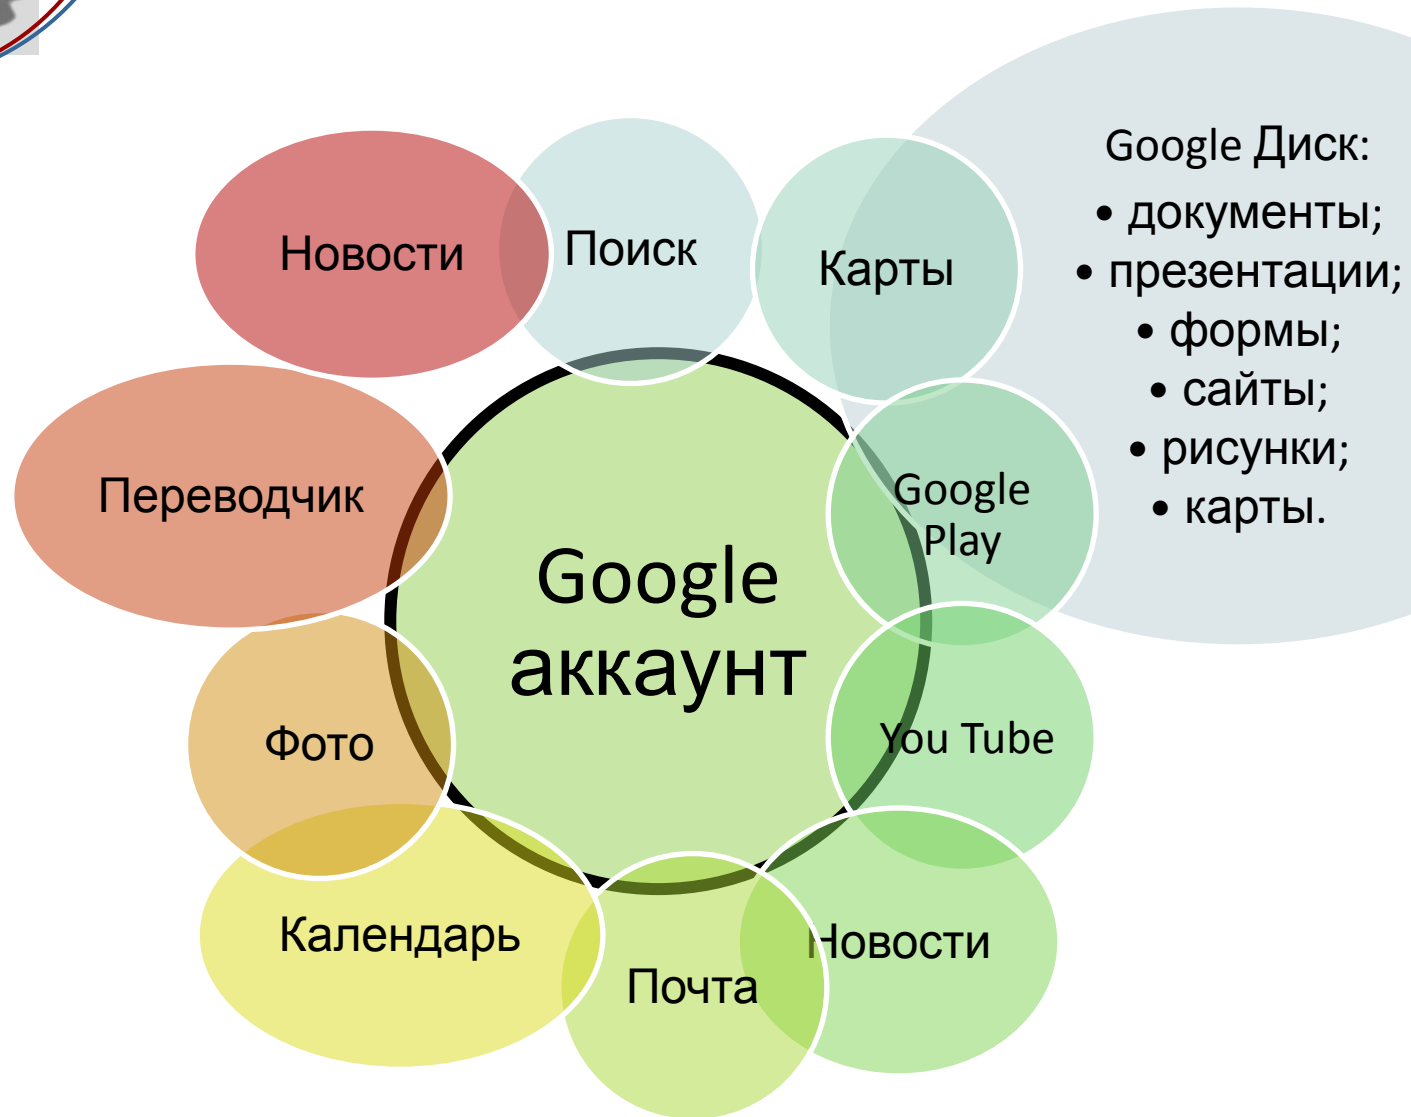 Новости
Поиск
Карты
Google Диск:
• документы;
• презентации;
• формы;
• сайты;
• рисунки;
• карты.
Переводчик
Google
Play
Google
аккаунт
Фото
You Tube
Календарь
Почта
Новости